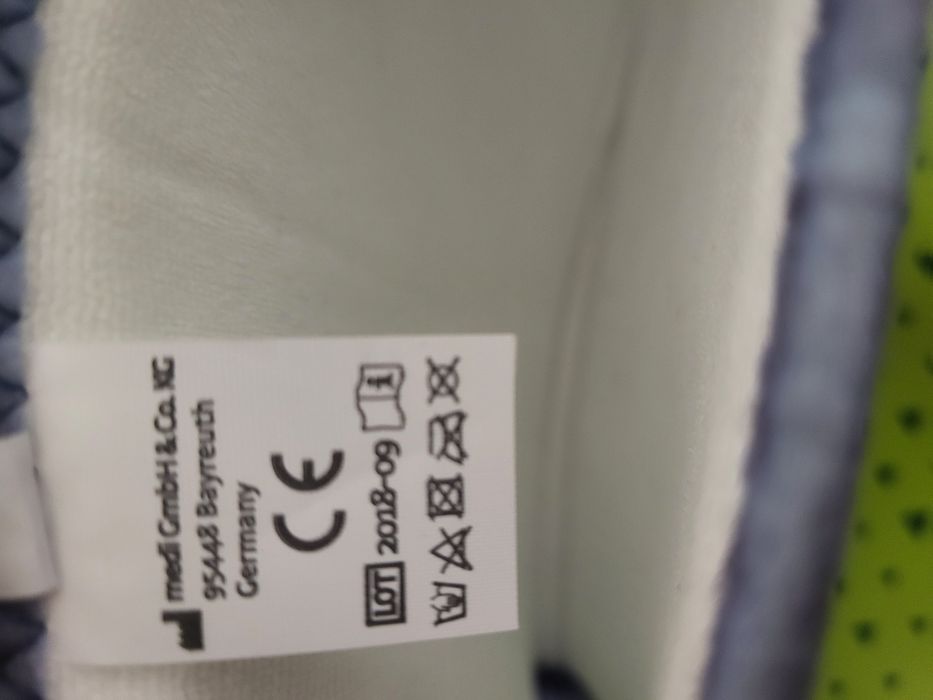 medi GmbH & Co. KG
95448 Bayreuth
Germany
CE
LOT 2018-09